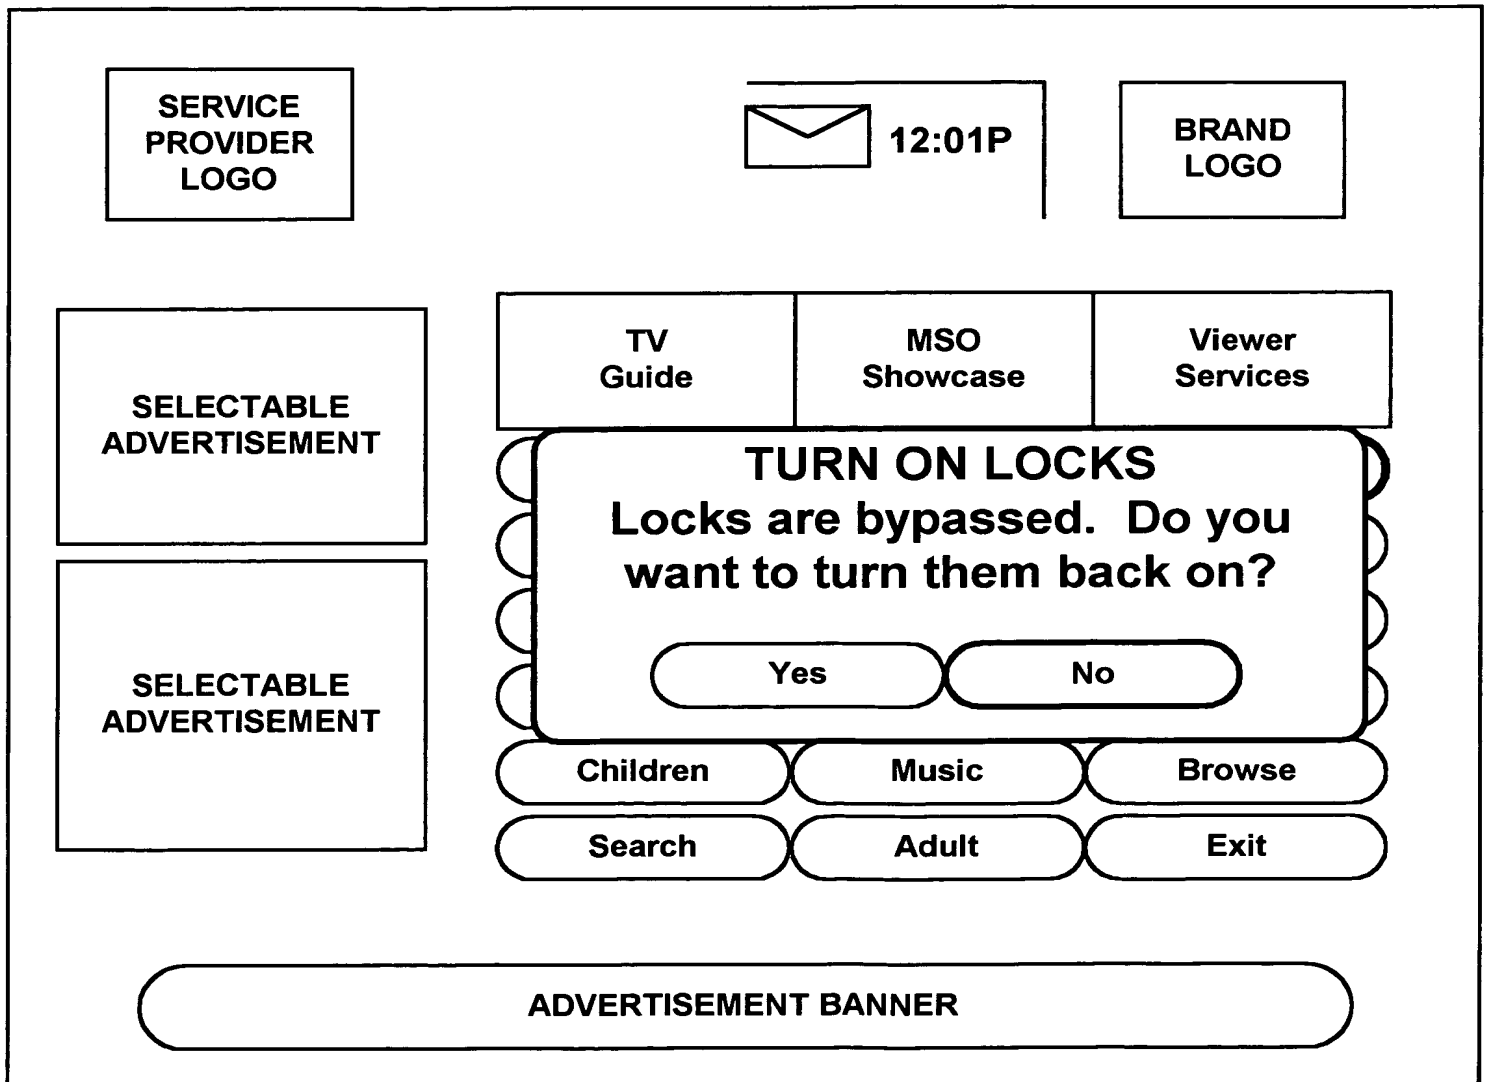 SERVICE
PROVIDER
LOGO
12:01P
BRAND
LOGO
SELECTABLE
ADVERTISEMENT
SELECTABLE
ADVERTISEMENT
TV
Guide
MSO
Showcase
Viewer
Services
TURN ON LOCKS
Locks are bypassed. Do you
want to turn them back on?
Yes No
Children Music Browse
Search Adult Exit
ADVERTISEMENT BANNER